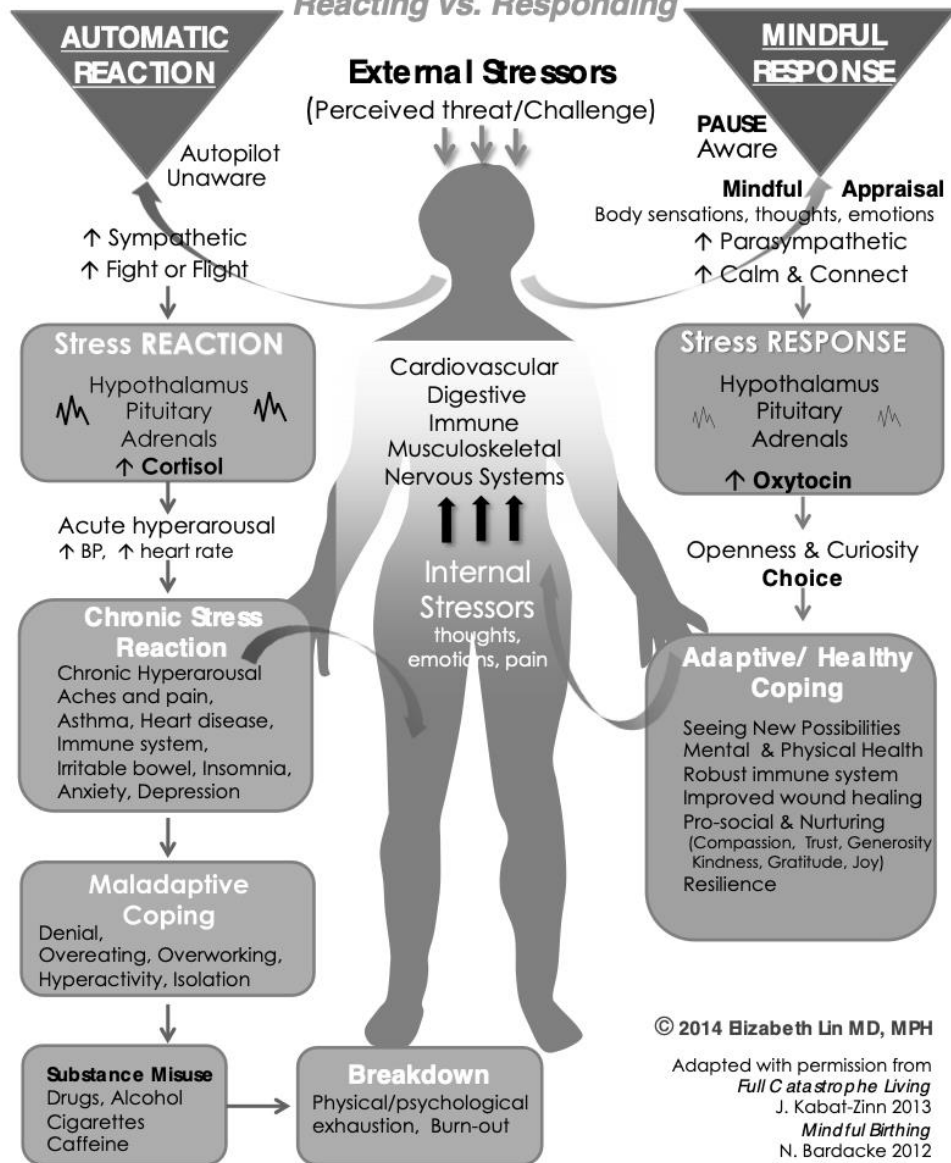 Reacting vs. Responding
AUTOMATIC
REACTION
Autopilot
Unaware
↑ Sympathetic
↑ Fight or Flight
Stress REACTION
Hypothalamus
Pituitary
Adrenals
↑ Cortisol
Acute hyperarousal
↑ BP, ↑ heart rate
Chronic Stress
Reaction
Chronic Hyperarousal
Aches and pain,
Asthma, Heart disease,
Immune system,
Irritable bowel, Insomnia,
Anxiety, Depression
Maladaptive
Coping
Denial,
Overeating, Overworking,
Hyperactivity, Isolation
Substance Misuse
Drugs, Alcohol
Cigarettes
Caffeine
Breakdown
Physical/psychological
exhaustion, Burn-out
External Stressors
(Perceived threat/Challenge)
Cardiovascular
Digestive
Immune
Musculoskeletal
Nervous Systems
Internal
Stressors
thoughts,
emotions, pain
MINDFUL
RESPONSE
PAUSE
Aware
Mindful Appraisal
Body sensations, thoughts, emotions
↑ Parasympathetic
↑ Calm & Connect
Stress RESPONSE
Hypothalamus
Pituitary
Adrenals
↑ Oxytocin
Openness & Curiosity
Choice
Adaptive/ Healthy
Coping
Seeing New Possibilities
Mental & Physical Health
Robust immune system
Improved wound healing
Pro-social & Nurturing
(Compassion, Trust, Generosity
Kindness, Gratitude, Joy)
Resilience
© 2014 Elizabeth Lin MD, MPH
Adapted with permission from
Full Catastrophe Living
J. Kabat-Zinn 2013
Mindful Birthing
N. Bardacke 2012